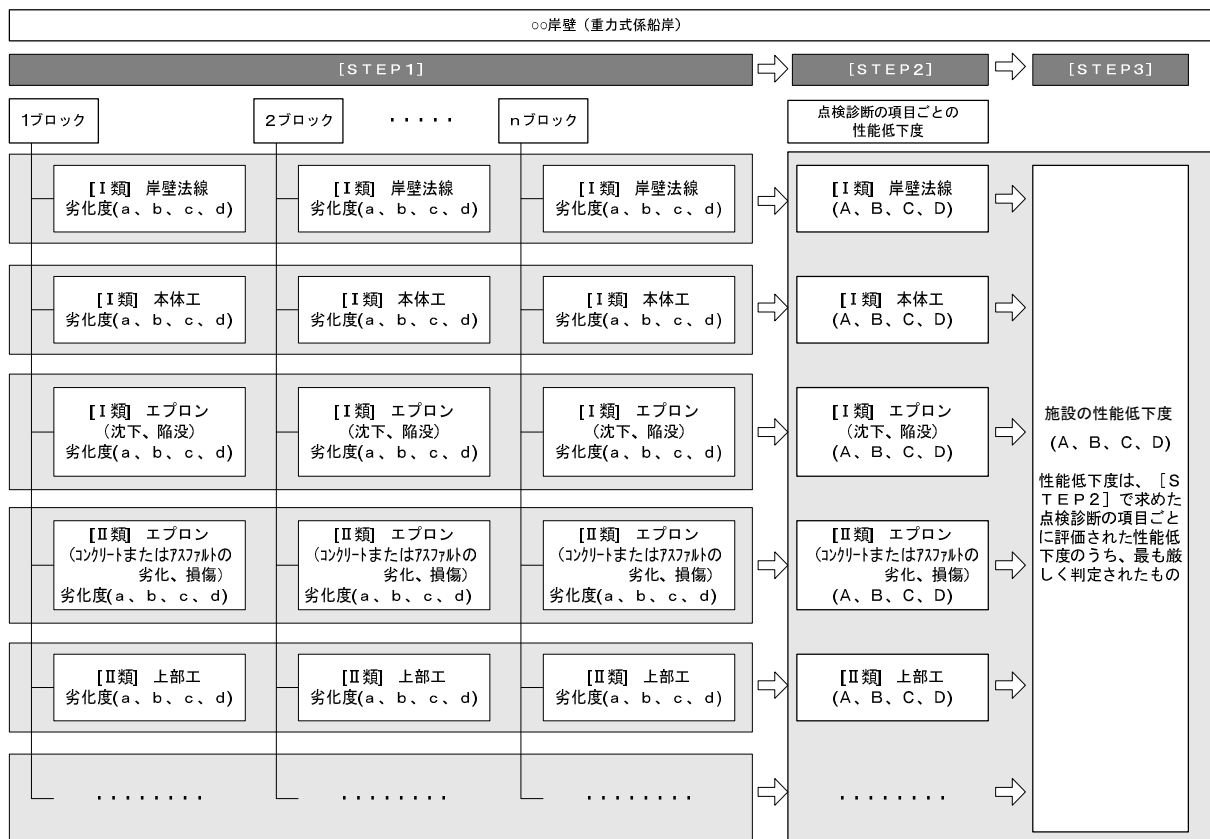 ○○岸壁（重力式係船岸）
[ＳＴＥＰ１]
[ＳＴＥＰ２]
[ＳＴＥＰ３]
１ブロック
２ブロック
・・・・・
ｎブロック
点検診断の項目ごとの
性能低下度
[Ⅰ類] 岸壁法線
劣化度(ａ、ｂ、ｃ、ｄ)
[Ⅰ類] 岸壁法線
劣化度(ａ、ｂ、ｃ、ｄ)
[Ⅰ類] 岸壁法線
劣化度(ａ、ｂ、ｃ、ｄ)
[Ⅰ類] 岸壁法線
(Ａ、Ｂ、Ｃ、Ｄ)
[Ⅰ類] 本体工
劣化度(ａ、ｂ、ｃ、ｄ)
[Ⅰ類] 本体工
劣化度(ａ、ｂ、ｃ、ｄ)
[Ⅰ類] 本体工
劣化度(ａ、ｂ、ｃ、ｄ)
[Ⅰ類] 本体工
(Ａ、Ｂ、Ｃ、Ｄ)
[Ⅰ類] エプロン
(沈下、陥没)
劣化度(ａ、ｂ、ｃ、ｄ)
[Ⅰ類] エプロン
(沈下、陥没)
劣化度(ａ、ｂ、ｃ、ｄ)
[Ⅰ類] エプロン
(沈下、陥没)
劣化度(ａ、ｂ、ｃ、ｄ)
[Ⅰ類] エプロン
(沈下、陥没)
(Ａ、Ｂ、Ｃ、Ｄ)
[Ⅱ類] エプロン
(ｺﾝｸﾘｰﾄまたはｱｽﾌｧﾙﾄの
劣化、損傷)
劣化度(ａ、ｂ、ｃ、ｄ)
[Ⅱ類] エプロン
(ｺﾝｸﾘｰﾄまたはｱｽﾌｧﾙﾄの
劣化、損傷)
劣化度(ａ、ｂ、ｃ、ｄ)
[Ⅱ類] エプロン
(ｺﾝｸﾘｰﾄまたはｱｽﾌｧﾙﾄの
劣化、損傷)
劣化度(ａ、ｂ、ｃ、ｄ)
[Ⅱ類] エプロン
(ｺﾝｸﾘｰﾄまたはｱｽﾌｧﾙﾄの
劣化、損傷)
(Ａ、Ｂ、Ｃ、Ｄ)
[Ⅱ類] 上部工
劣化度(ａ、ｂ、ｃ、ｄ)
[Ⅱ類] 上部工
劣化度(ａ、ｂ、ｃ、ｄ)
[Ⅱ類] 上部工
劣化度(ａ、ｂ、ｃ、ｄ)
[Ⅱ類] 上部工
(Ａ、Ｂ、Ｃ、Ｄ)
・・・・・・・・
・・・・・・・・
・・・・・・・・
・・・・・・・・
施設の性能低下度
(Ａ、Ｂ、Ｃ、Ｄ)
性能低下度は、［Ｓ
ＴＥＰ２］で求めた
点検診断の項目ごと
に評価された性能低
下度のうち、最も厳
しく判定されたもの